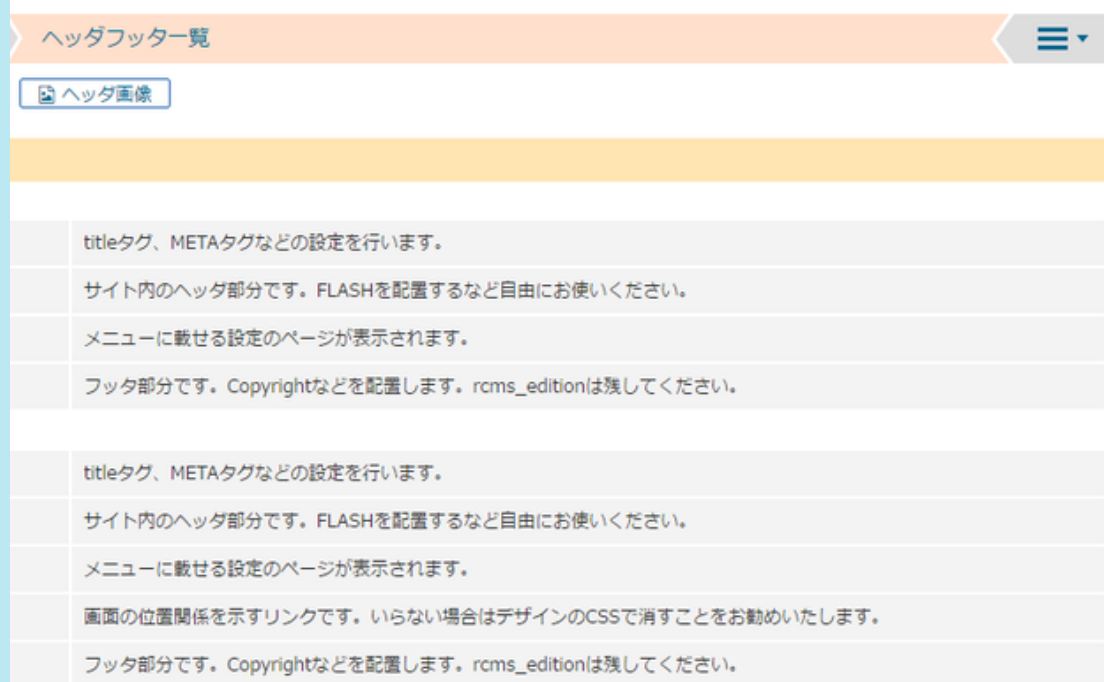 ヘッダフッター覧
ヘッダ画像
titleタグ、METAタグなどの設定を行います。
サイト内のヘッダ部分です。FLASHを配置するなど自由にお使いください。
メニューに載せる設定のページが表示されます。
フッタ部分です。Copyrightなどを配置します。rcms_editionは残してください。
titleタグ、METAタグなどの設定を行います。
サイト内のヘッダ部分です。FLASHを配置するなど自由にお使いください。
メニューに載せる設定のページが表示されます。
画面の位置関係を示すリンクです。いらない場合はデザインのCSSで消すことをお勧めいたします。
フッタ部分です。Copyrightなどを配置します。rcms_editionは残してください。